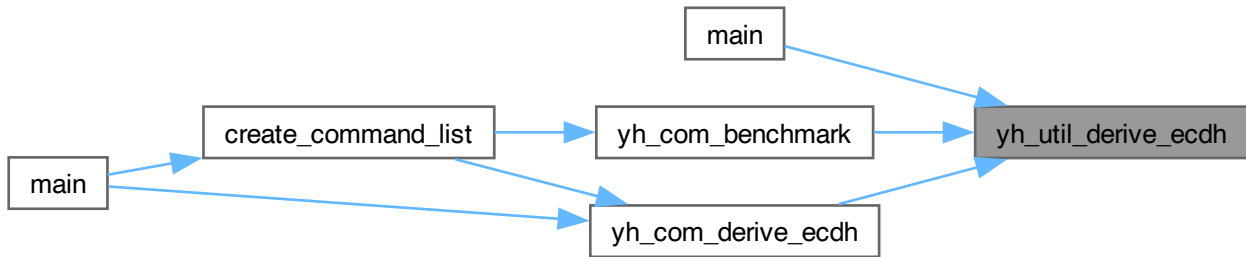 main
create_command_list
yh_com_benchmark
yh_util_derive_ecdh
main
yh_com_derive_ecdh